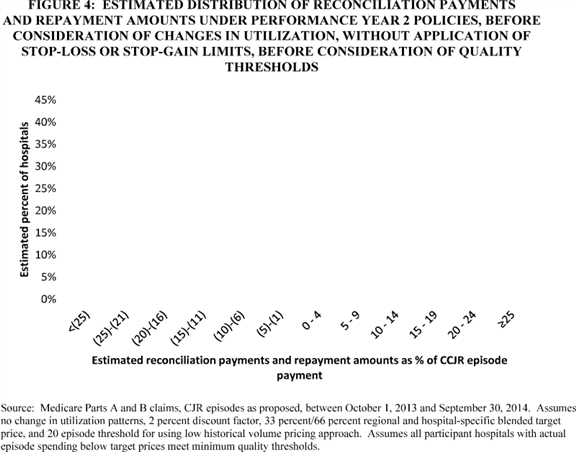 FIGURE 4: ESTIMATED DISTRIBUTION OF RECONCILIATION PAYMENTS
AND REPAYMENT AMOUNTS UNDER PERFORMANCE YEAR 2 POLICIES, BEFORE
CONSIDERATION OF CHANGES IN UTILIZATION, WITHOUT APPLICATION OF
STOP-LOSS OR STOP-GAIN LIMITS, BEFORE CONSIDERATION OF QUALITY
THRESHOLDS
Estimated percent of hospitals
45%
40%
35%
30%
25%
20%
15%
10%
5%
0%
<(25)
(25)-(21)
(20)-(16)
(15)-(11)
(10)-(6)
(5)-(1)
0 - 4
5 - 9
10 - 14
15 - 19
20 - 24
≥25
Estimated reconciliation payments and repayment amounts as % of CCJR episode
payment
Source: Medicare Parts A and B claims, CJR episodes as proposed, between October 1, 2013 and September 30, 2014. Assumes
no change in utilization patterns, 2 percent discount factor, 33 percent/66 percent regional and hospital-specific blended target
price, and 20 episode threshold for using low historical volume pricing approach. Assumes all participant hospitals with actual
episode spending below target prices meet minimum quality thresholds.